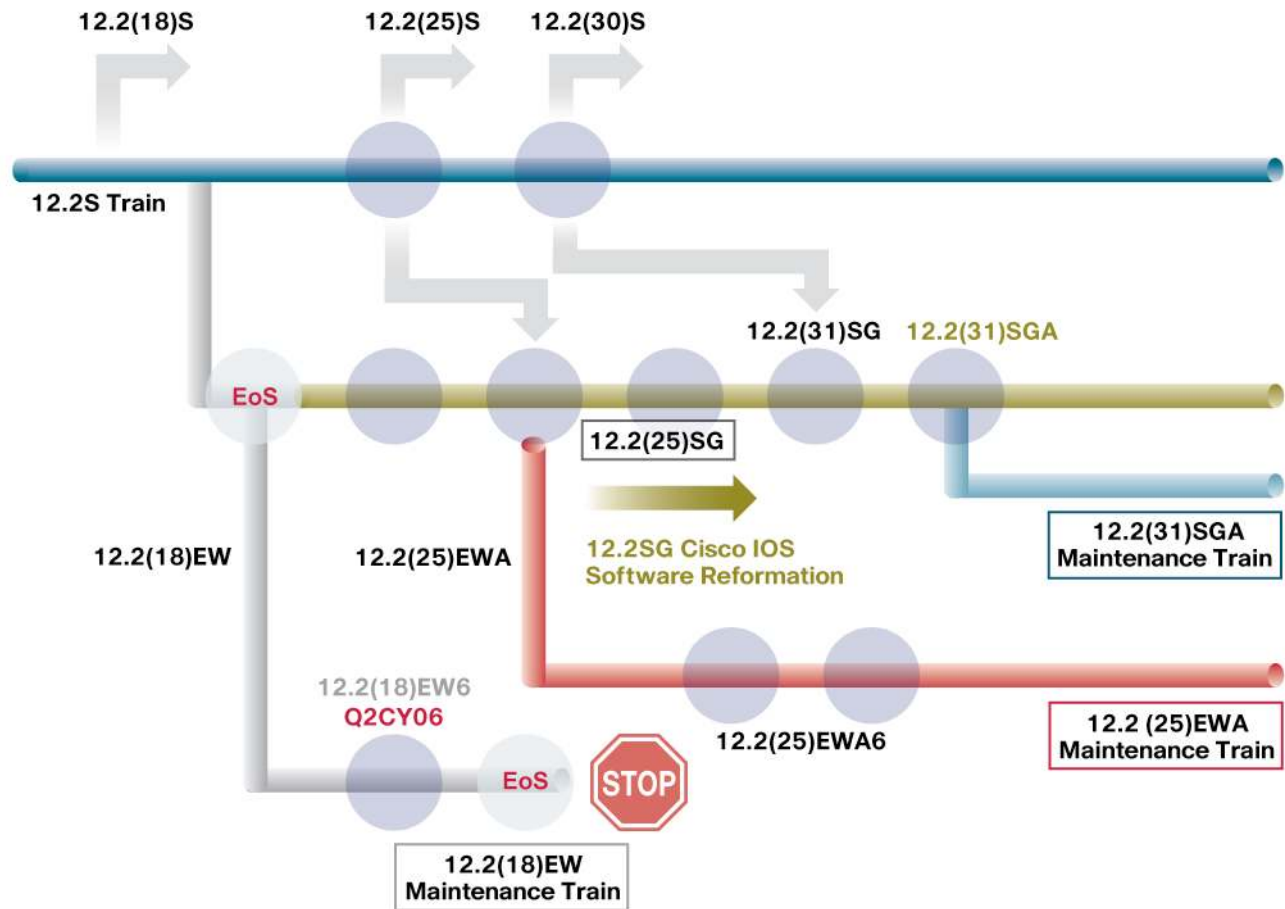 12.2(18)S
12.2(25)S
12.2(30)S
12.2S Train
12.2(31)SG
12.2(31)SGA
EoS
12.2(25)SG
12.2(18)EW
12.2(25)EWA
12.2SG Cisco IOS
Software Reformation
12.2(31)SGA
Maintenance Train
12.2(18)EW6
Q2CY06
12.2(25)EWA6
12.2 (25)EWA
Maintenance Train
EoS
STOP
12.2(18)EW
Maintenance Train